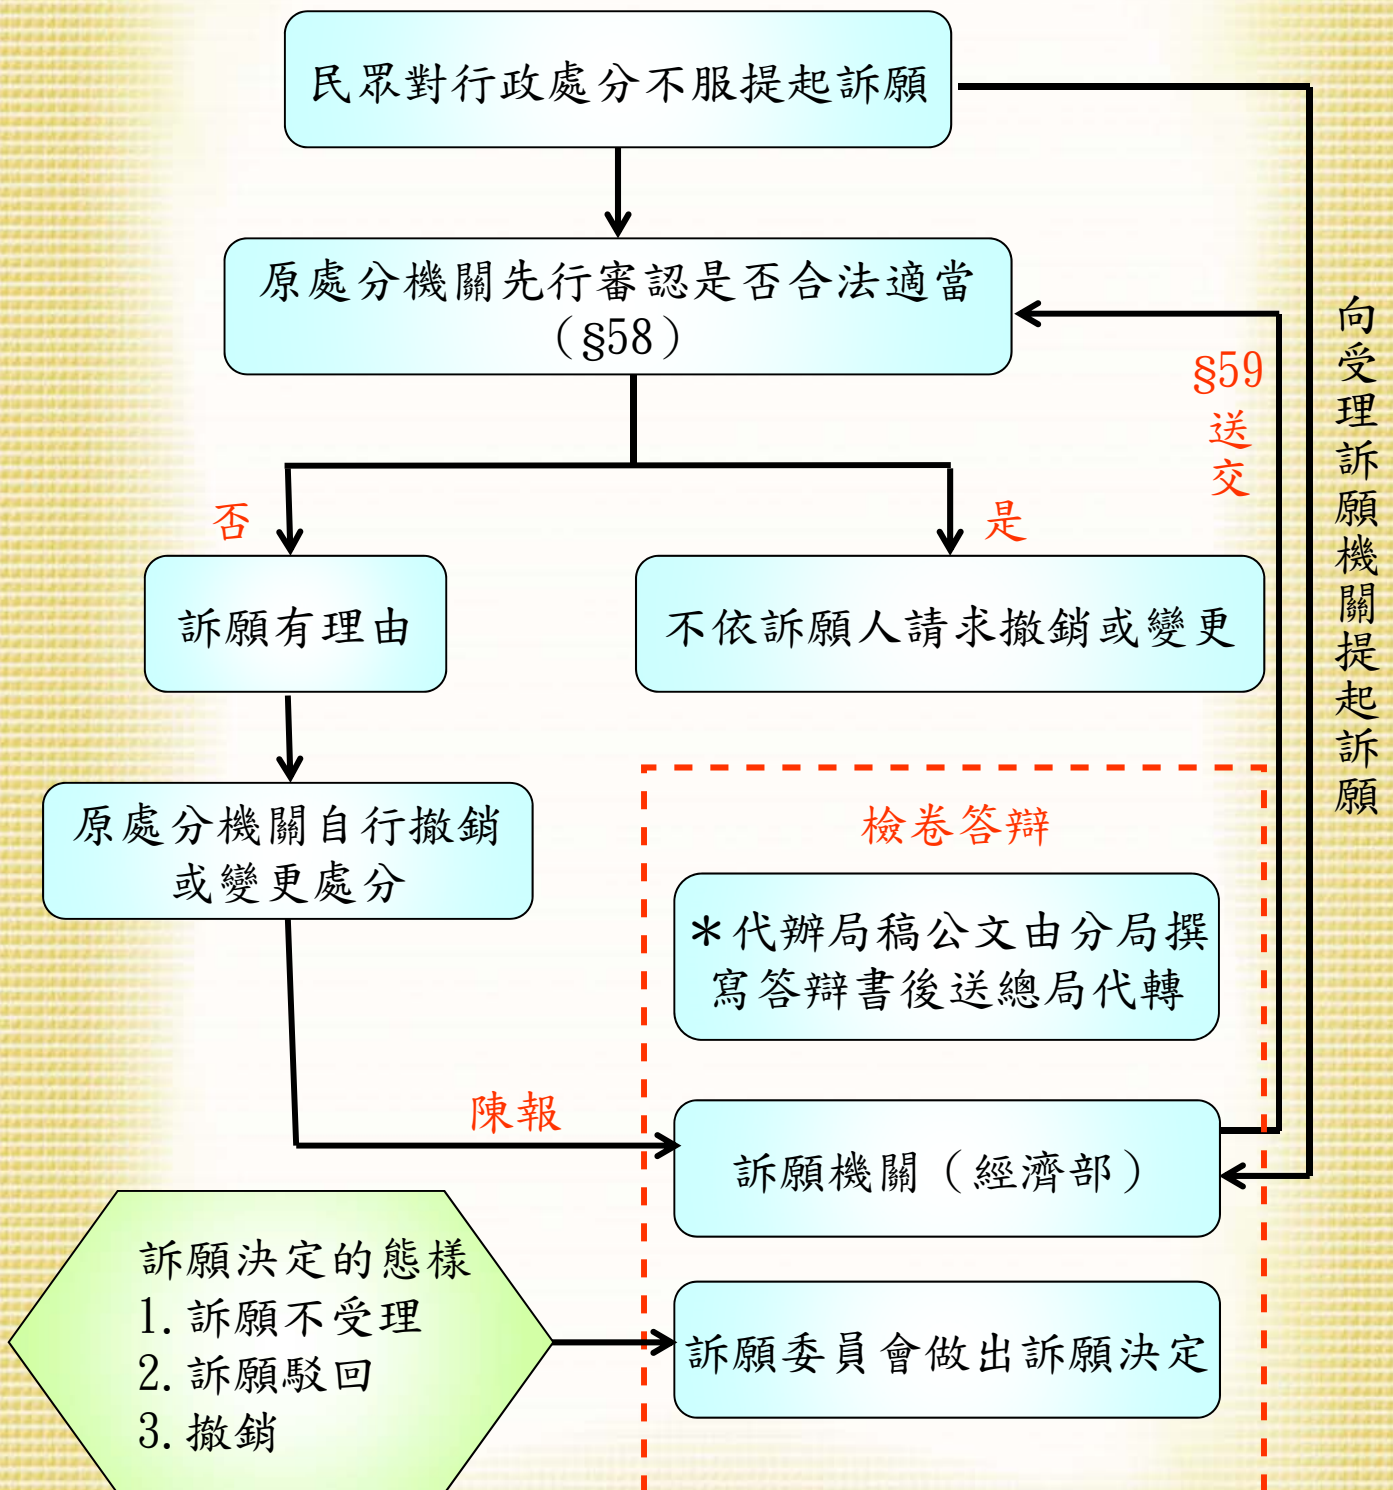 民眾對行政處分不服提起訴願
原處分機關先行審認是否合法適當
（§58）
向受理訴願機關提起訴願
§59
送
交
否
是
訴願有理由
不依訴願人請求撤銷或變更
原處分機關自行撤銷
或變更處分
檢卷答辯
＊代辦局稿公文由分局撰
寫答辯書後送總局代轉
陳報
訴願機關（經濟部）
訴願決定的態樣
1.訴願不受理
2.訴願駁回
3.撤銷
訴願委員會做出訴願決定